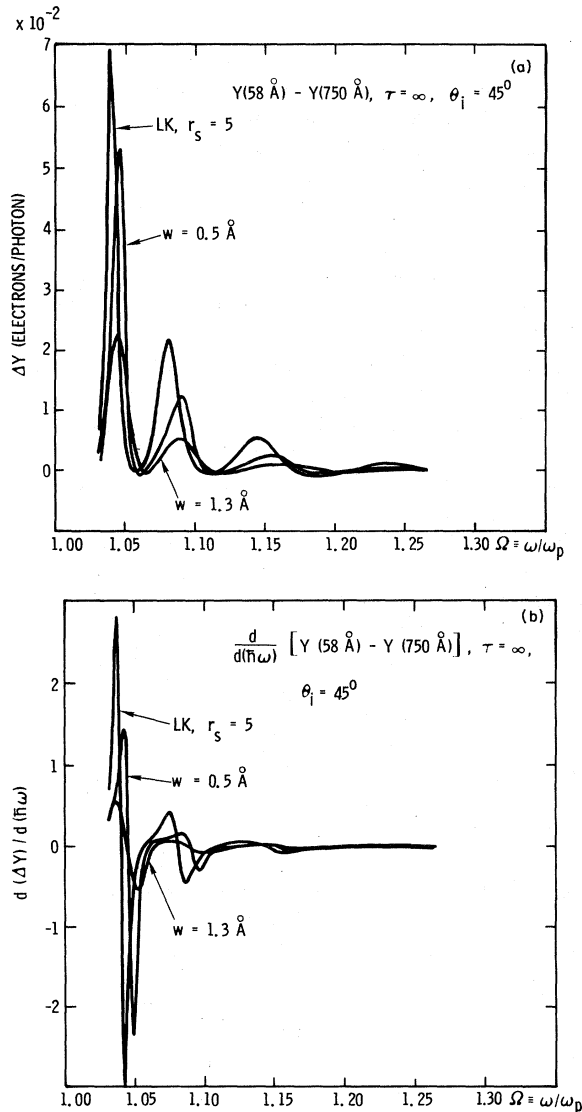 x 10⁻²
(a)
Y(58 Å) - Y(750 Å), τ = ∞, θᵢ = 45⁰
LK, rₛ = 5
w = 0.5 Å
w = 1.3 Å
ΔY (ELECTRONS/PHOTON)
7
6
5
4
3
2
1
0
1.00 1.05 1.10 1.15 1.20 1.25 1.30 Ω ≡ ω/ωₚ
(b)
d/d(ħω) [Y (58 Å) - Y (750 Å)], τ = ∞,
θᵢ = 45⁰
LK, rₛ = 5
w = 0.5 Å
w = 1.3 Å
d (ΔY) / d (ħω)
2
1
0
-1
-2
1.00 1.05 1.10 1.15 1.20 1.25 1.30 Ω ≡ ω/ωₚ